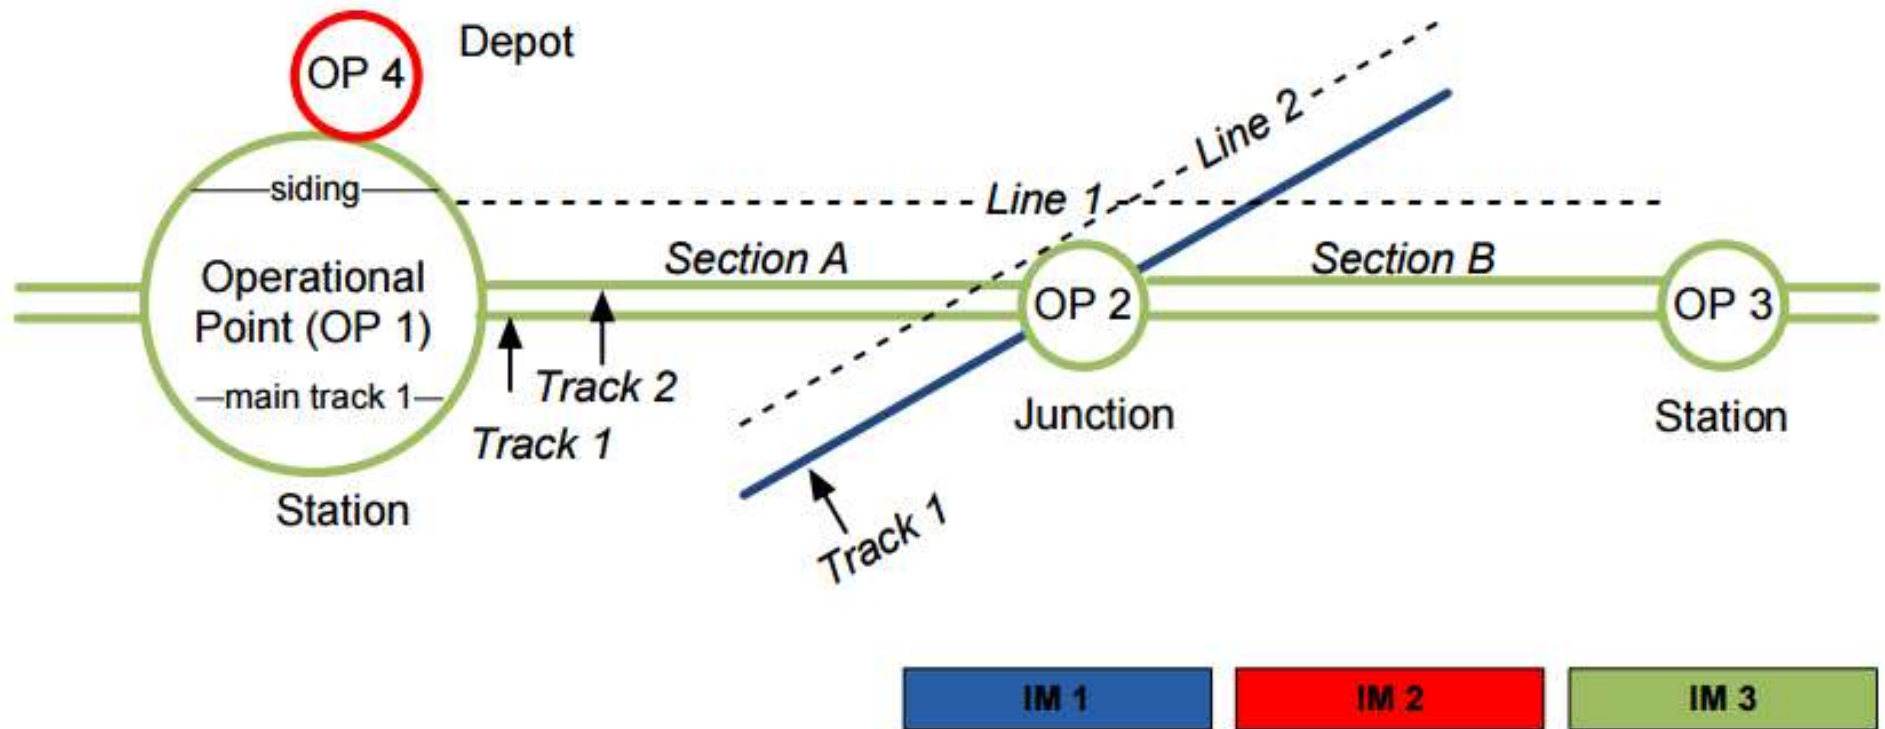 OP 4
Depot
siding
Operational
Point (OP 1)
main track 1
Station
Line 1
Line 2
Section A
Section B
Track 2
Track 1
OP 2
Junction
Track 1
OP 3
Station
IM 1
IM 2
IM 3